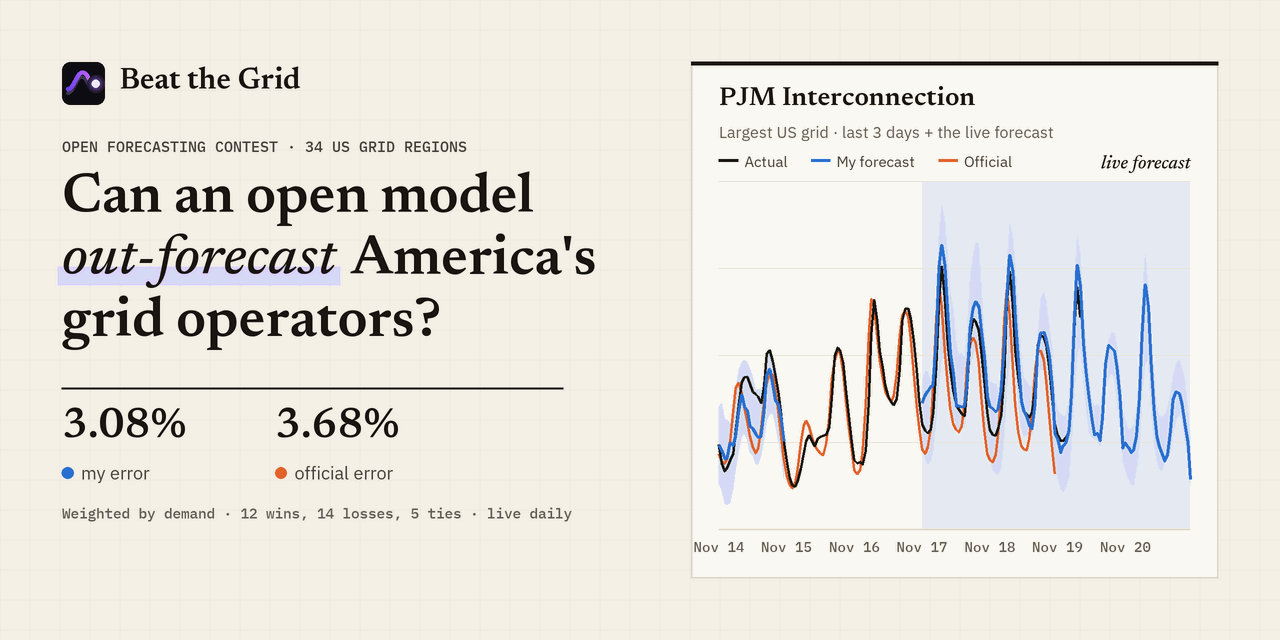 Beat the Grid
OPEN FORECASTING CONTEST · 34 US GRID REGIONS
Can an open model
out-forecast America's
grid operators?
3.08%
3.68%
my error
official error
Weighted by demand · 12 wins, 14 losses, 5 ties · live daily
PJM Interconnection
Largest US grid · last 3 days + the live forecast
Actual
My forecast
Official
live forecast
Nov 14
Nov 15
Nov 16
Nov 17
Nov 18
Nov 19
Nov 20